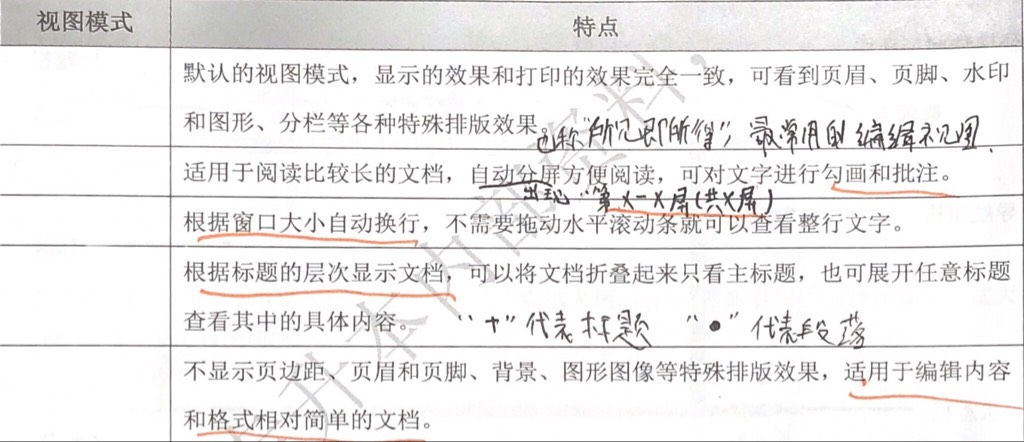 视图模式
特点
默认的视图模式，显示的效果和打印的效果完全一致，可看到页眉、页脚、水印
和图形、分栏等各种特殊排版效果。也称“所见即所得”，最常用的编辑视图.
适用于阅读比较长的文档，自动分屏方便阅读，可对文字进行勾画和批注。
出现“第X-X屏(共X屏)
根据窗口大小自动换行，不需要拖动水平滚动条就可以查看整行文字。
根据标题的层次显示文档，可以将文档折叠起来只看主标题，也可展开任意标题
查看其中的具体内容。 “+”代表标题 “●”代表段落
不显示页边距、页眉和页脚、背景、图形图像等特殊排版效果，适用于编辑内容
和格式相对简单的文档。
升本内部资料，